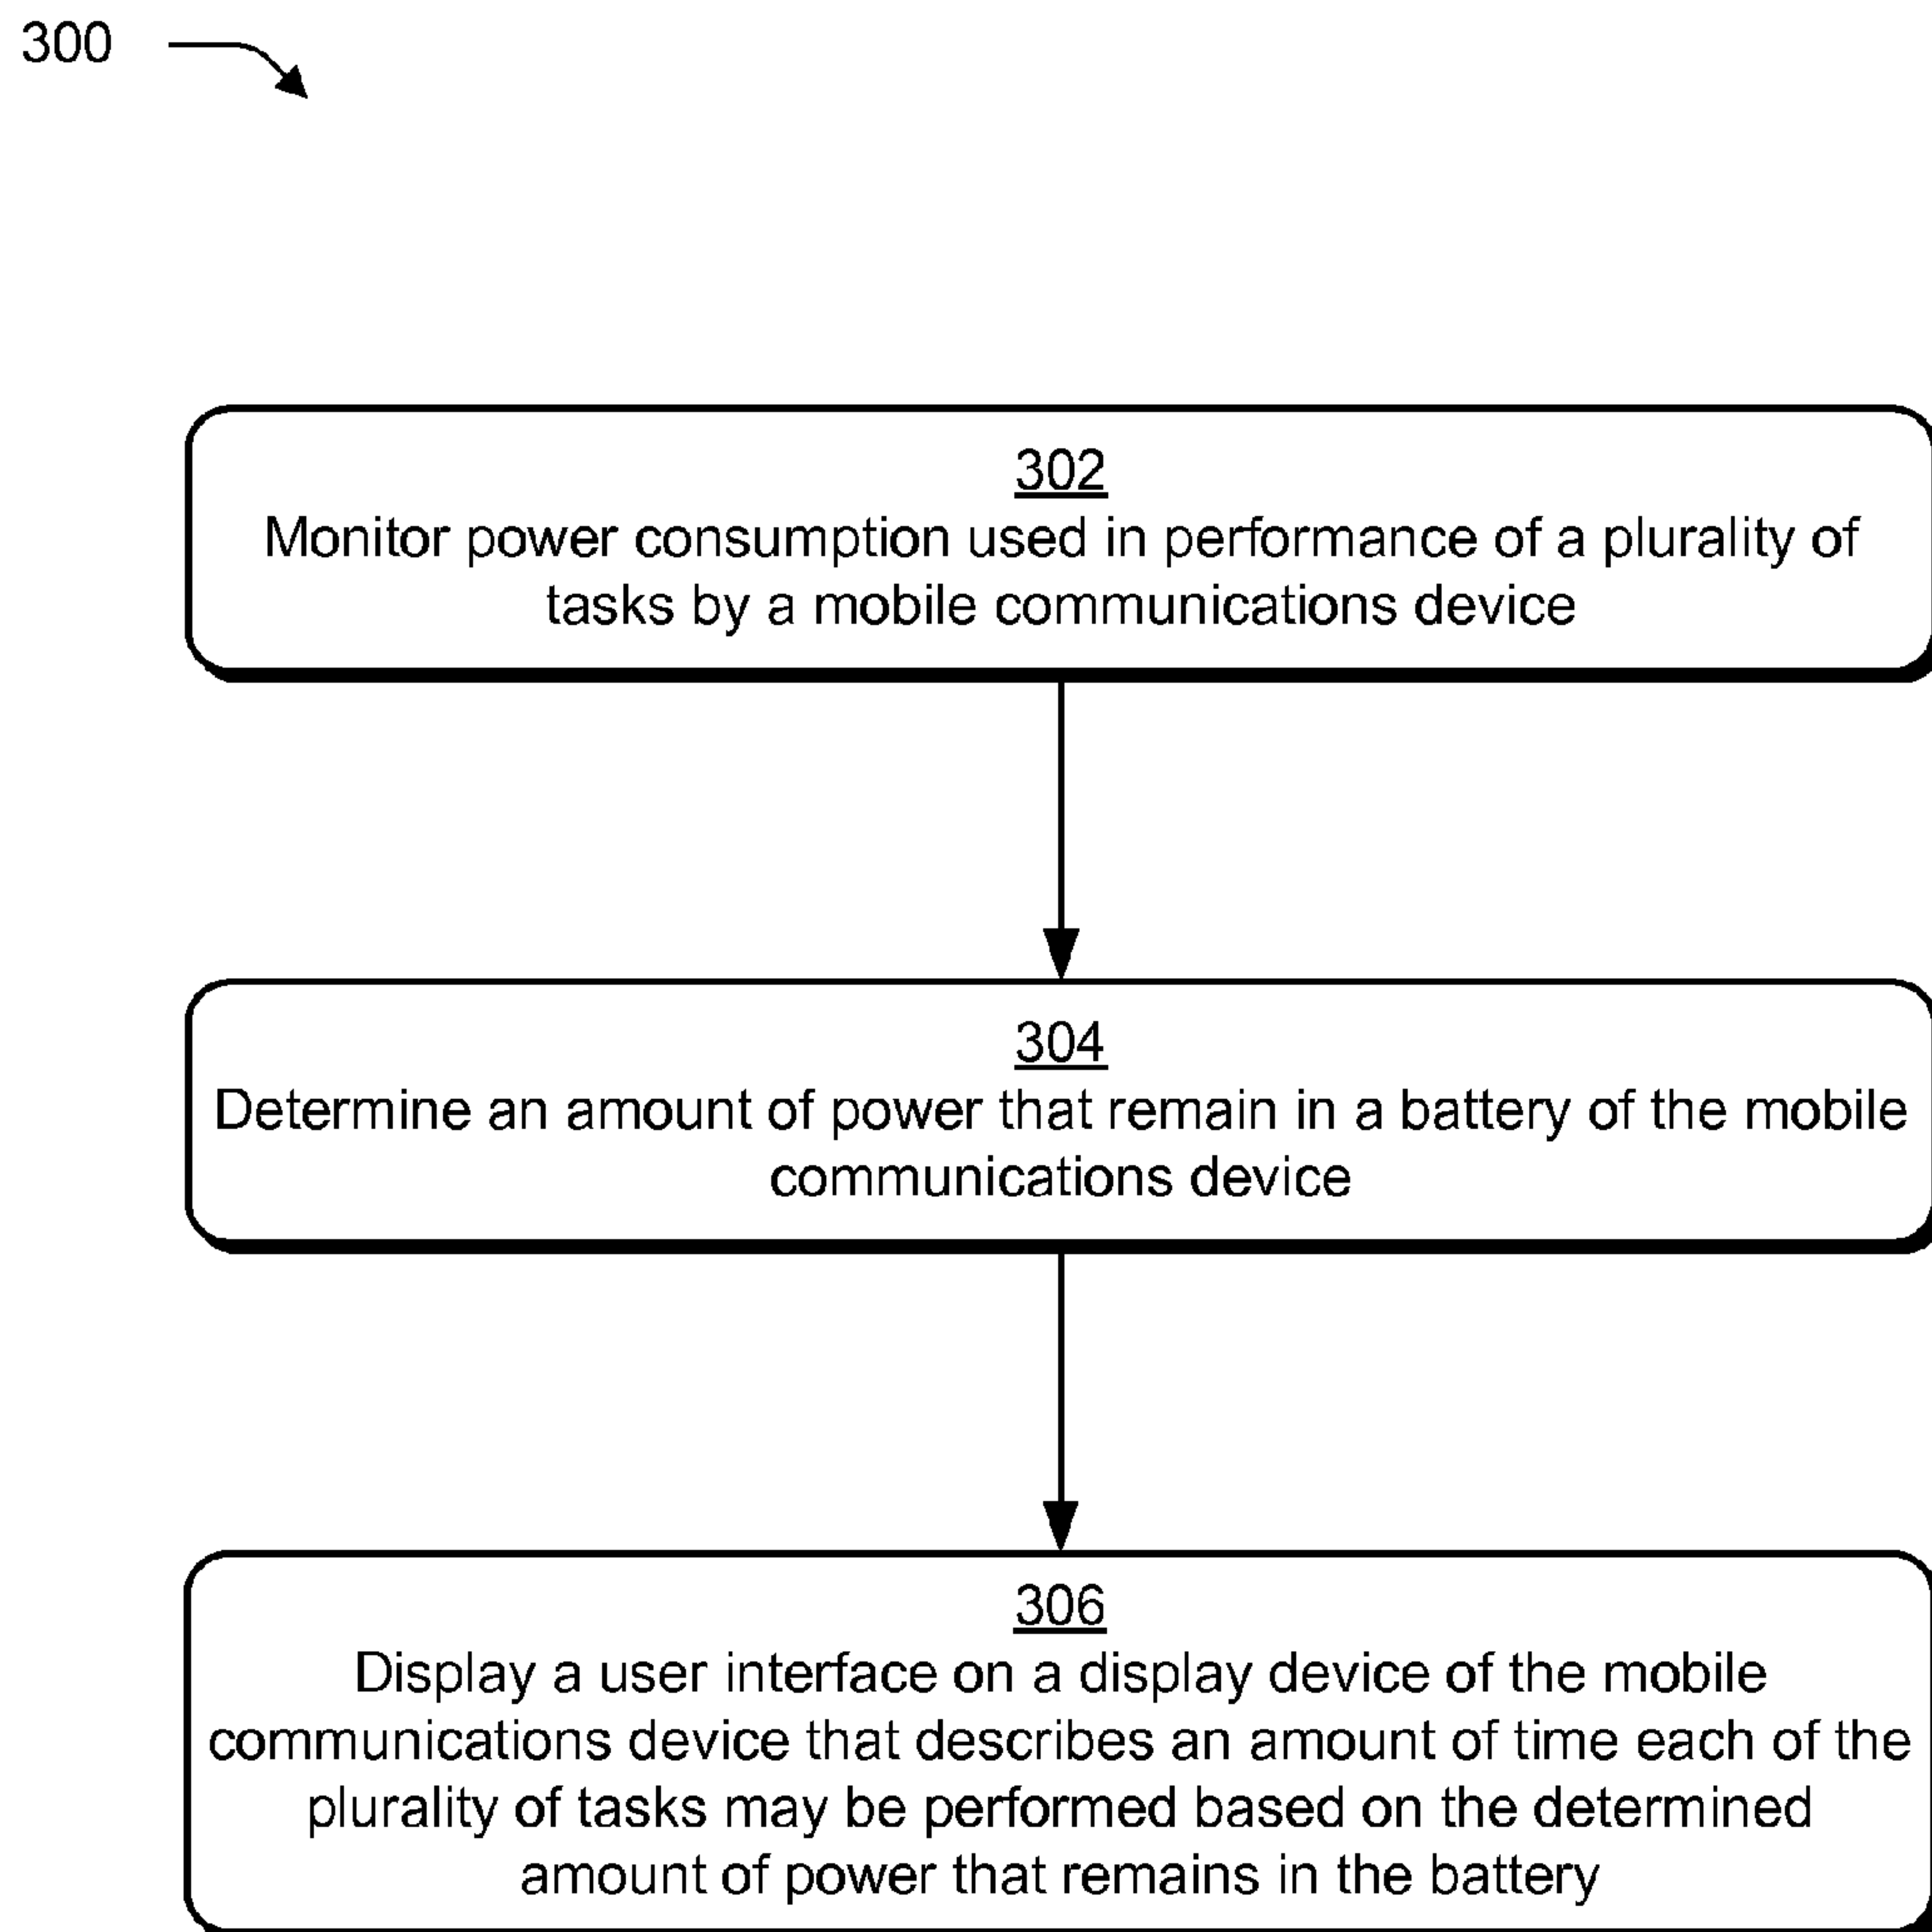 300
302
Monitor power consumption used in performance of a plurality of
tasks by a mobile communications device
304
Determine an amount of power that remain in a battery of the mobile
communications device
306
Display a user interface on a display device of the mobile
communications device that describes an amount of time each of the
plurality of tasks may be performed based on the determined
amount of power that remains in the battery